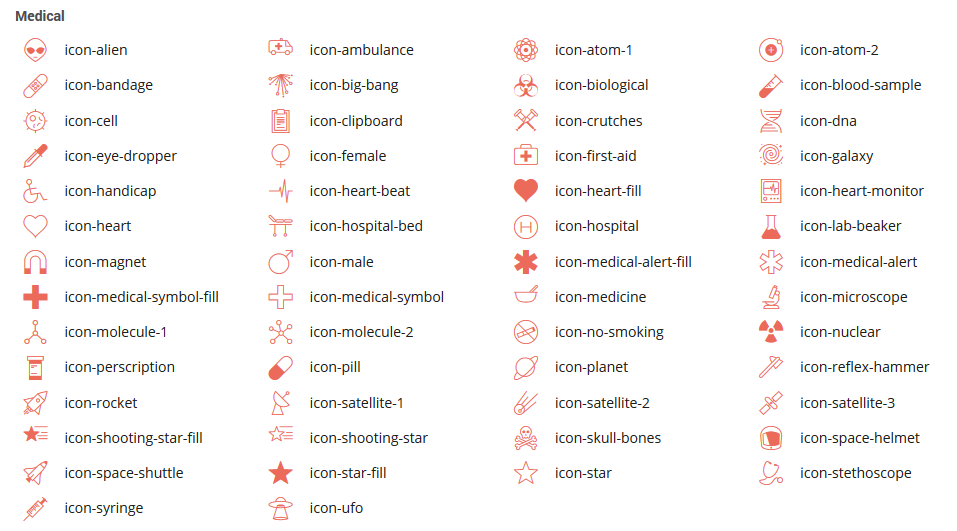 Medical
icon-alien icon-ambulance icon-atom-1 icon-atom-2
icon-bandage icon-big-bang icon-biological icon-blood-sample
icon-cell icon-clipboard icon-crutches icon-dna
icon-eye-dropper icon-female icon-first-aid icon-galaxy
icon-handicap icon-heart-beat icon-heart-fill icon-heart-monitor
icon-heart icon-hospital-bed icon-hospital icon-lab-beaker
icon-magnet icon-male icon-medical-alert-fill icon-medical-alert
icon-medical-symbol-fill icon-medical-symbol icon-medicine icon-microscope
icon-molecule-1 icon-molecule-2 icon-no-smoking icon-nuclear
icon-perscription icon-pill icon-planet icon-reflex-hammer
icon-rocket icon-satellite-1 icon-satellite-2 icon-satellite-3
icon-shooting-star-fill icon-shooting-star icon-skull-bones icon-space-helmet
icon-space-shuttle icon-star-fill icon-star icon-stethoscope
icon-syringe icon-ufo